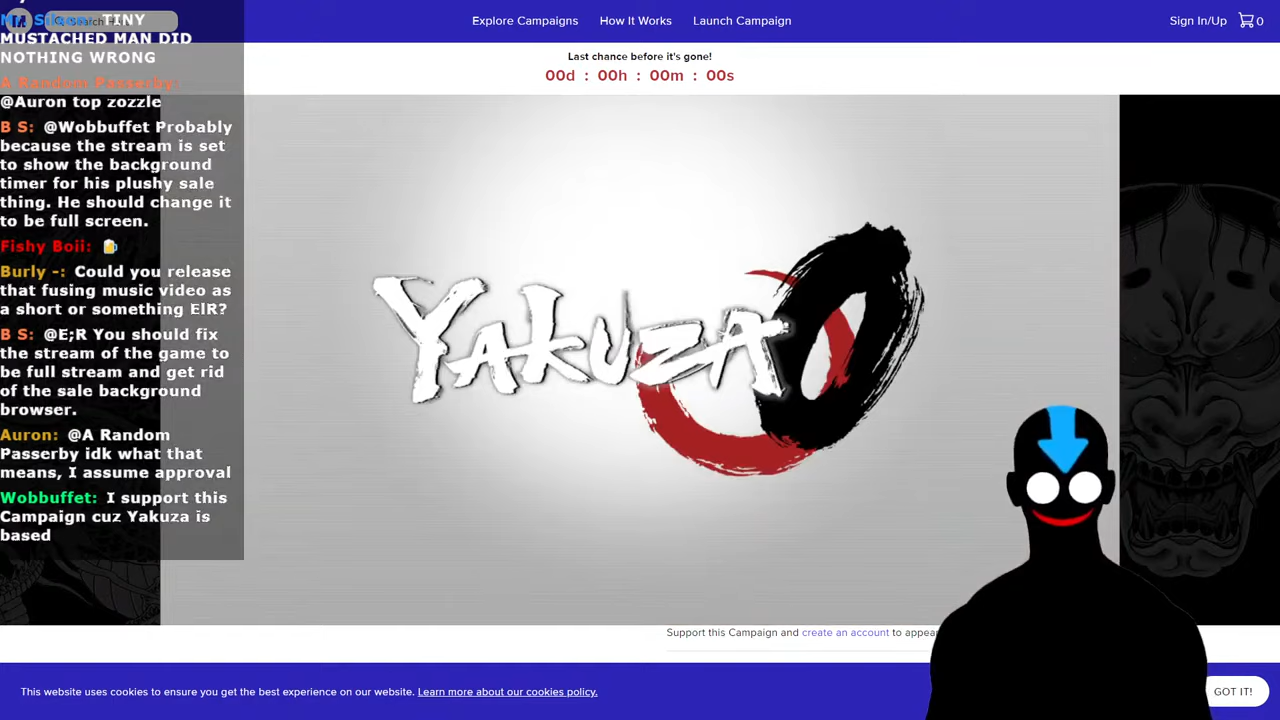 Explore Campaigns
How It Works
Launch Campaign
Sign In/Up
0
Last chance before it's gone!
00d : 00h : 00m : 00s
TINY
MUSTACHED MAN DID
NOTHING WRONG
A Random Passerby:
@Auron top zozzle
B S: @Wobbuffet Probably
because the stream is set
to show the background
timer for his plushy sale
thing. He should change it
to be full screen.
Fishy Boii: 🍺
Burly -: Could you release
that fusing music video as
a short or something ElR?
B S: @E;R You should fix
the stream of the game to
be full stream and get rid
of the sale background
browser.
Auron: @A Random
Passerby idk what that
means, I assume approval
Wobbuffet: I support this
Campaign cuz Yakuza is
based
Yakuza 0
Support this Campaign and create an account to appear
This website uses cookies to ensure you get the best experience on our website. Learn more about our cookies policy.
GOT IT!